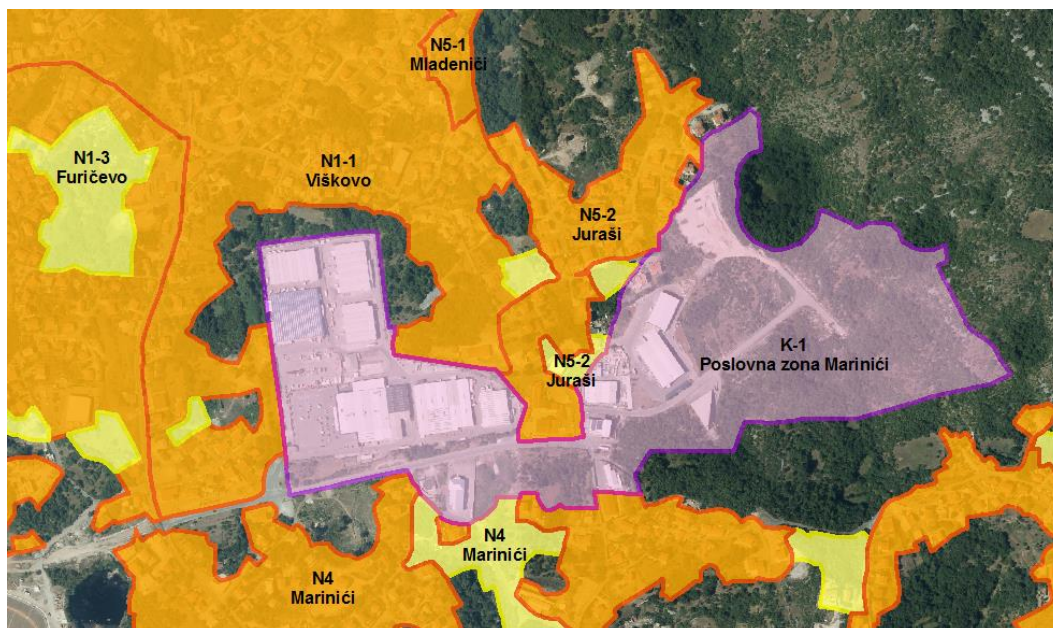 N5-1
Mladenići
N1-3
Furičevo
N1-1
Viškovo
N5-2
Juraši
K-1
Poslovna zona Marinići
N5-2
Juraši
N4
Marinići
N4
Marinići